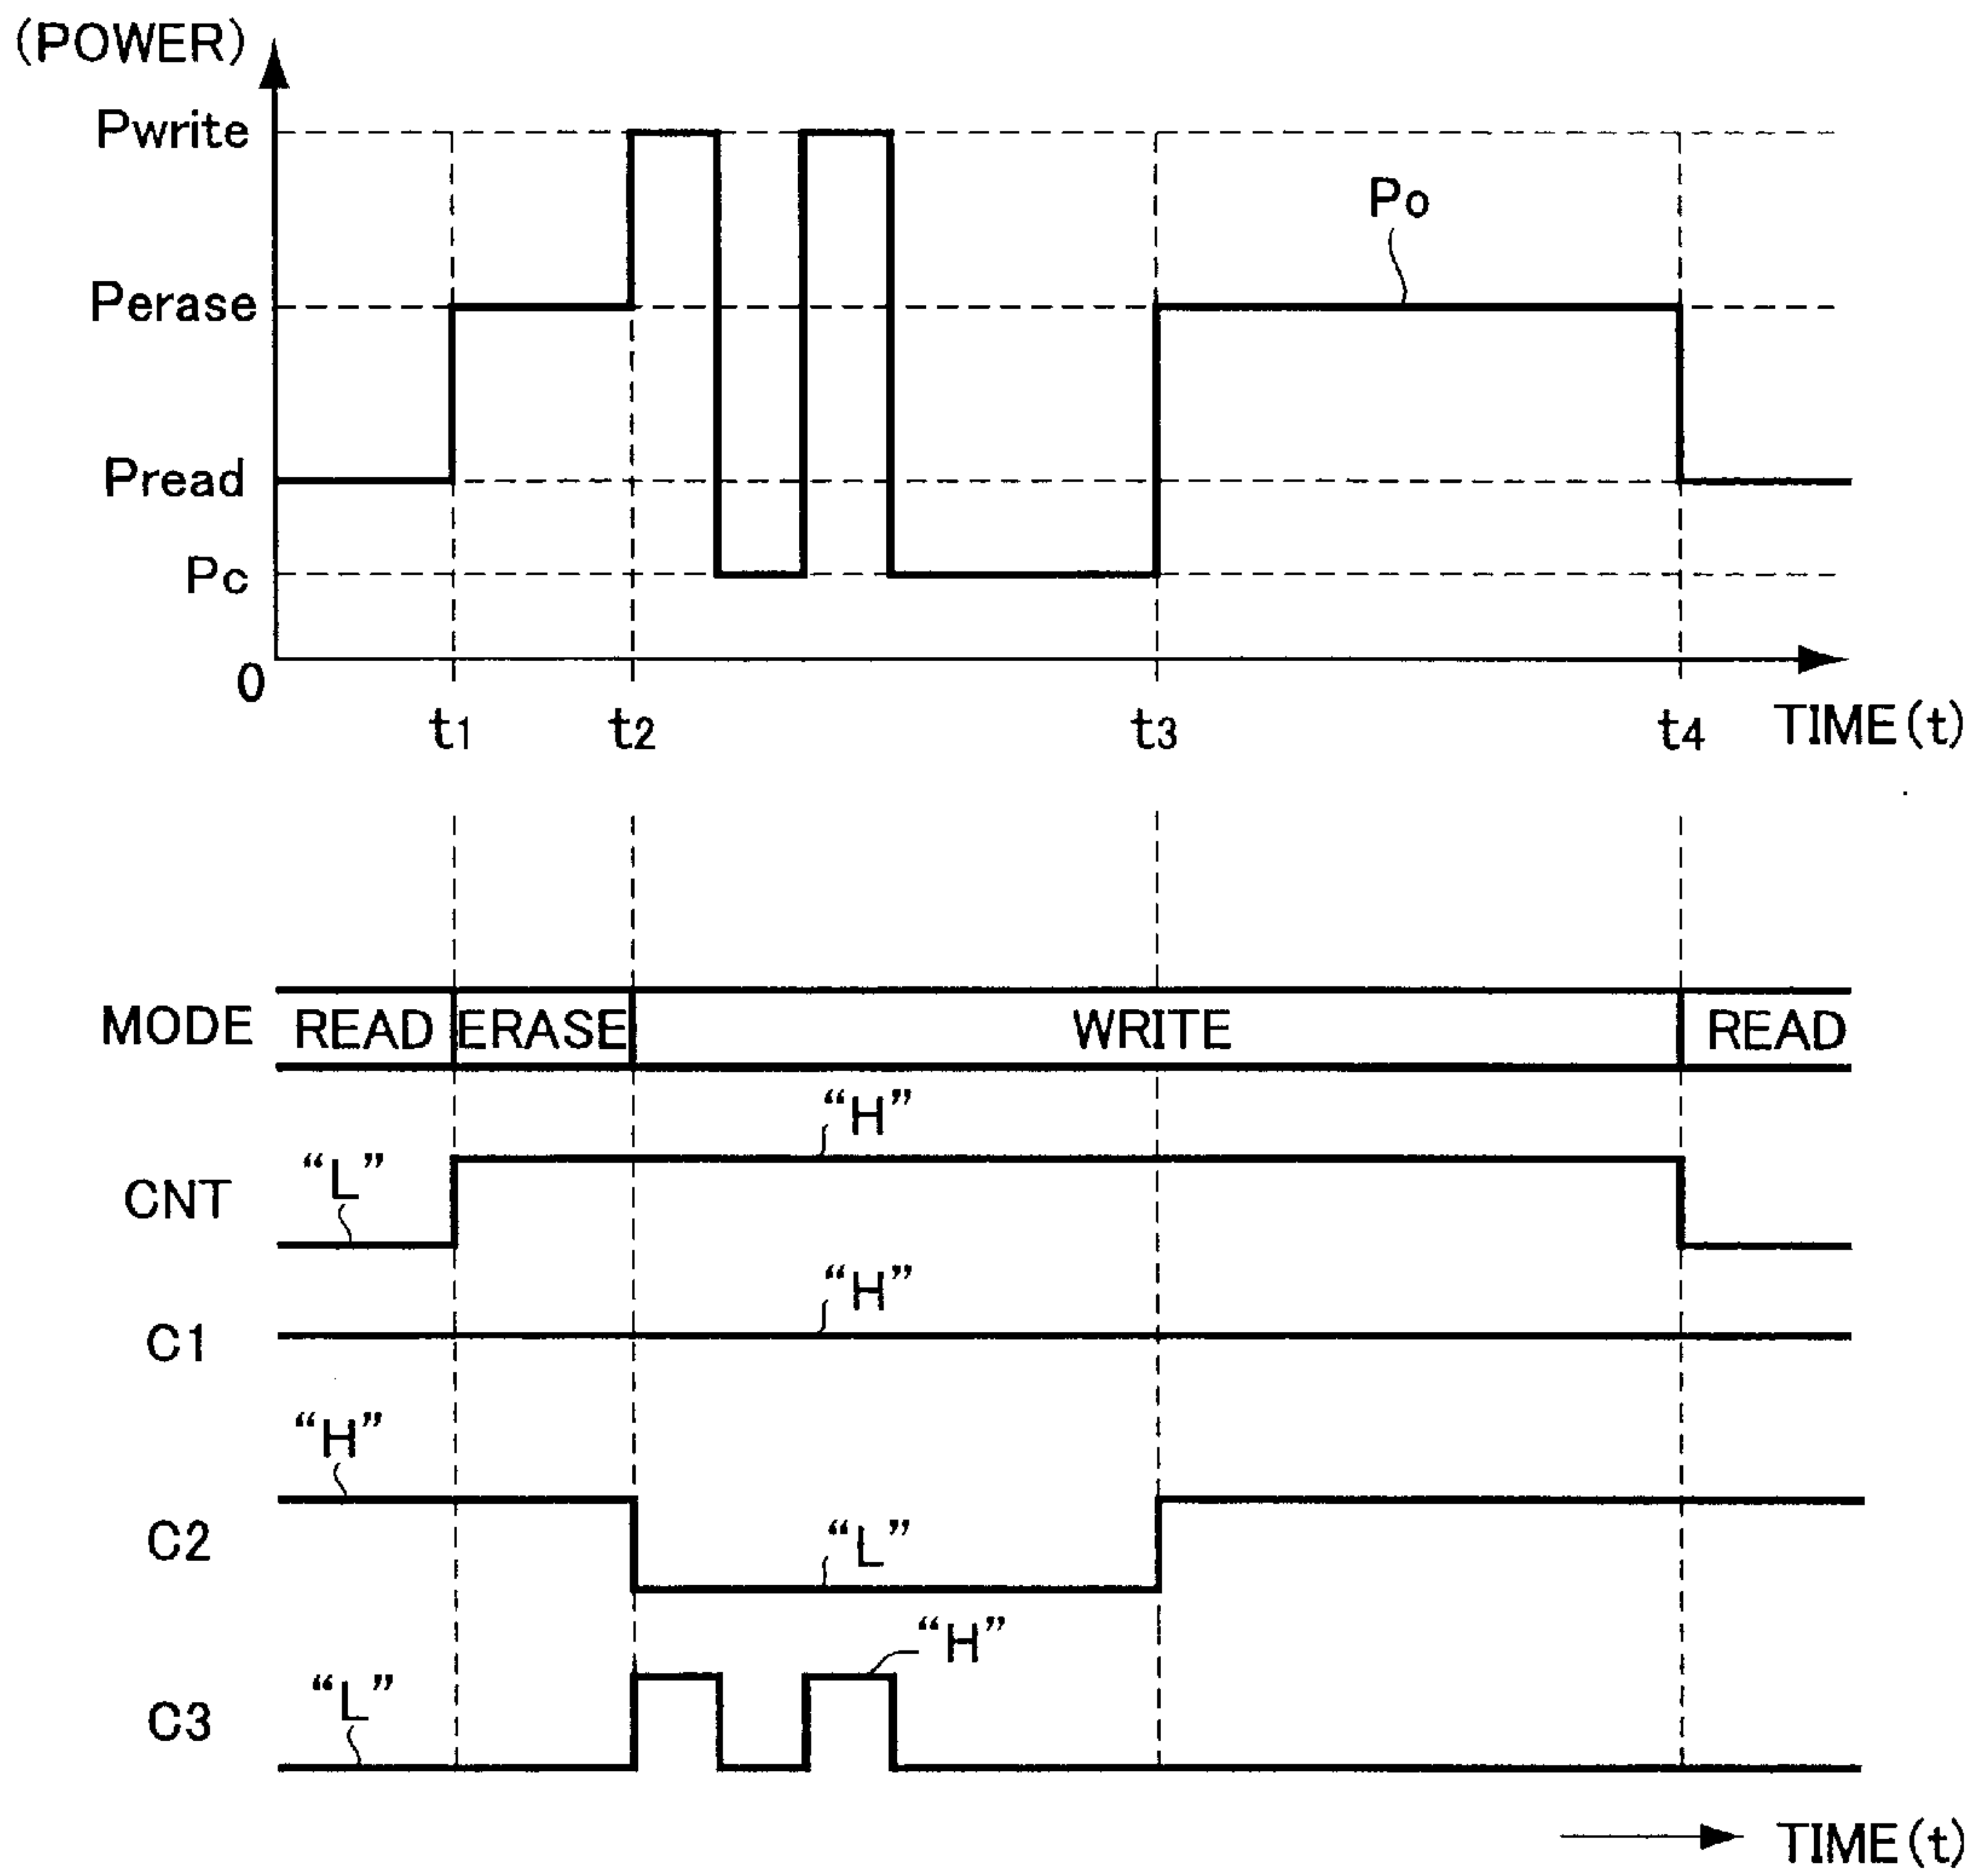 (POWER)
Pwrite
Po
Perase
Pread
Pc
0
t1 t2 t3 t4 TIME(t)
MODE READ ERASE WRITE READ
“H”
“L”
CNT
“H”
C1
“H”
C2
“L”
“H”
“L”
C3
TIME(t)